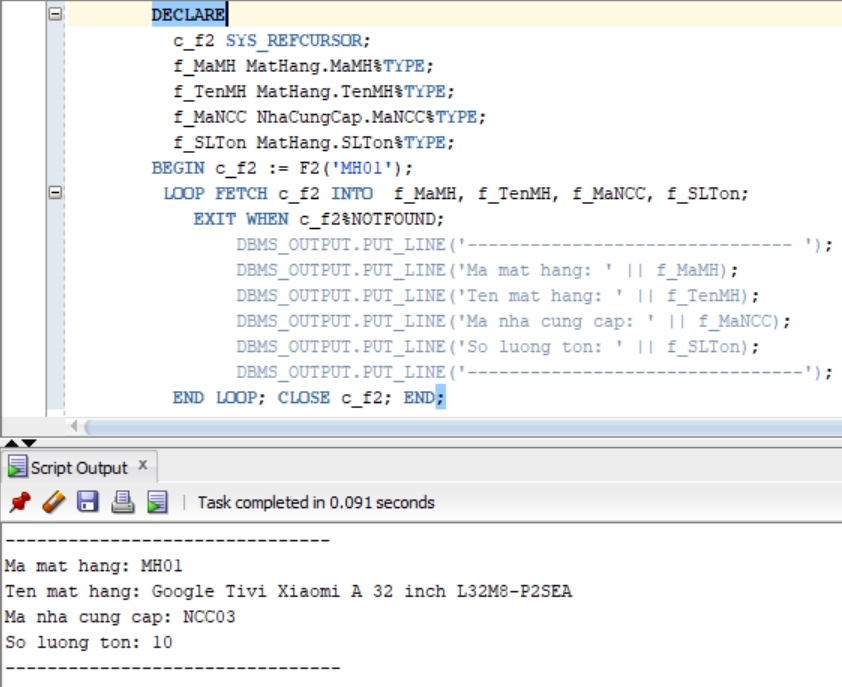 DECLARE
c_f2 SYS_REFCURSOR;
f_MaMH MatHang.MaMH%TYPE;
f_TenMH MatHang.TenMH%TYPE;
f_MaNCC NhaCungCap.MaNCC%TYPE;
f_SLTon MatHang.SLTon%TYPE;
BEGIN c_f2 := F2('MH01');
LOOP FETCH c_f2 INTO  f_MaMH, f_TenMH, f_MaNCC, f_SLTon;
EXIT WHEN c_f2%NOTFOUND;
DBMS_OUTPUT.PUT_LINE('------------------------------- ');
DBMS_OUTPUT.PUT_LINE('Ma mat hang: ' || f_MaMH);
DBMS_OUTPUT.PUT_LINE('Ten mat hang: ' || f_TenMH);
DBMS_OUTPUT.PUT_LINE('Ma nha cung cap: ' || f_MaNCC);
DBMS_OUTPUT.PUT_LINE('So luong ton: ' || f_SLTon);
DBMS_OUTPUT.PUT_LINE('--------------------------------');
END LOOP; CLOSE c_f2; END;
Script Output x
Task completed in 0.091 seconds
-------------------------------
Ma mat hang: MH01
Ten mat hang: Google Tivi Xiaomi A 32 inch L32M8-P2SEA
Ma nha cung cap: NCC03
So luong ton: 10
--------------------------------